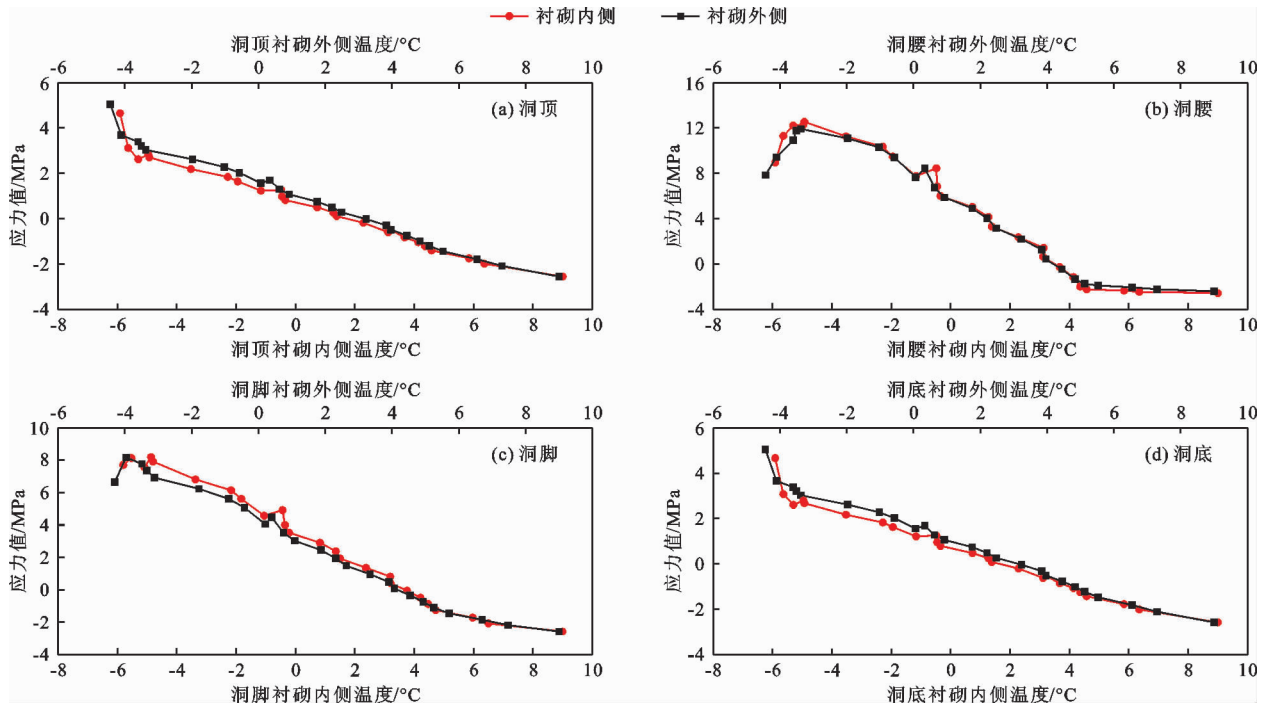 衬砌内侧 衬砌外侧
洞顶衬砌外侧温度/°C
-6 -4 -2 0 2 4 6 8 10
应力值/MPa
6
4
2
0
-2
-4
(a) 洞顶
-8 -6 -4 -2 0 2 4 6 8 10
洞顶衬砌内侧温度/°C
洞腰衬砌外侧温度/°C
-6 -4 -2 0 2 4 6 8 10
应力值/MPa
16
12
8
4
0
-4
(b) 洞腰
-8 -6 -4 -2 0 2 4 6 8 10
洞腰衬砌内侧温度/°C
洞脚衬砌外侧温度/°C
-6 -4 -2 0 2 4 6 8 10
应力值/MPa
10
8
6
4
2
0
-2
-4
(c) 洞脚
-8 -6 -4 -2 0 2 4 6 8 10
洞脚衬砌内侧温度/°C
洞底衬砌外侧温度/°C
-6 -4 -2 0 2 4 6 8 10
应力值/MPa
6
4
2
0
-2
-4
(d) 洞底
-8 -6 -4 -2 0 2 4 6 8 10
洞底衬砌内侧温度/°C